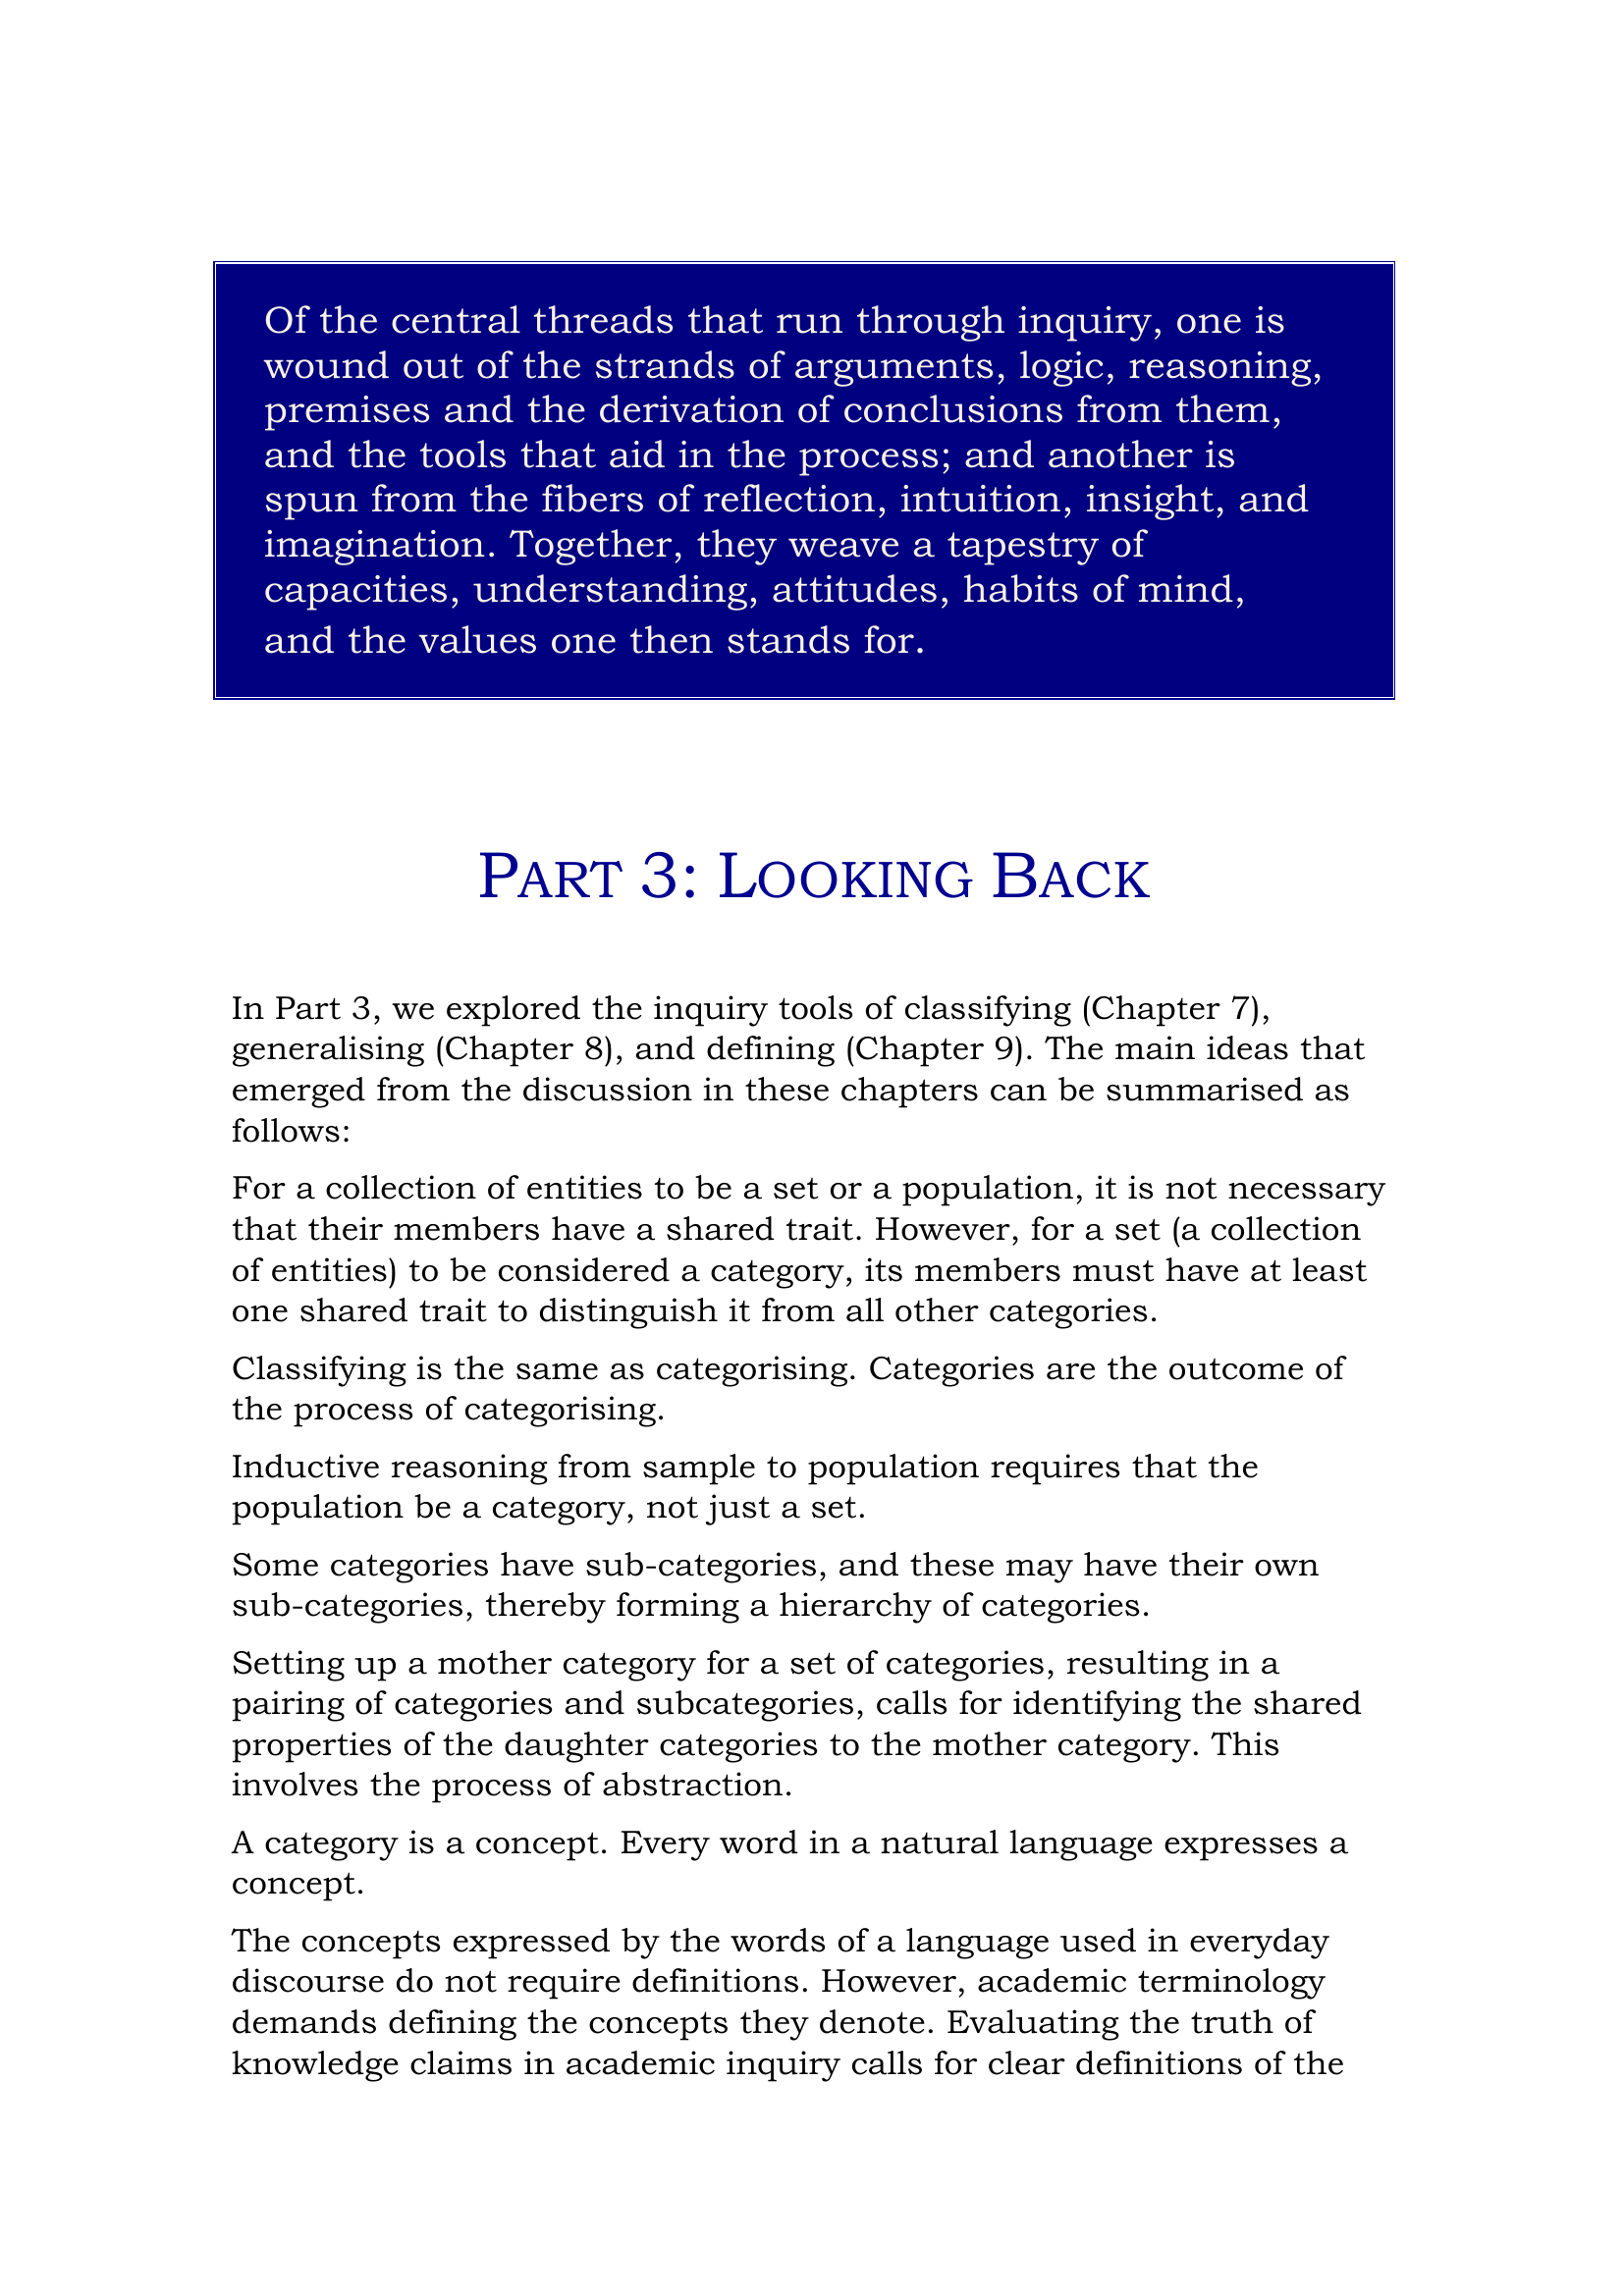 Of the central threads that run through inquiry, one is
wound out of the strands of arguments, logic, reasoning,
premises and the derivation of conclusions from them,
and the tools that aid in the process; and another is
spun from the fibers of reflection, intuition, insight, and
imagination. Together, they weave a tapestry of
capacities, understanding, attitudes, habits of mind,
and the values one then stands for.
PART 3: LOOKING BACK
In Part 3, we explored the inquiry tools of classifying (Chapter 7),
generalising (Chapter 8), and defining (Chapter 9). The main ideas that
emerged from the discussion in these chapters can be summarised as
follows:
For a collection of entities to be a set or a population, it is not necessary
that their members have a shared trait. However, for a set (a collection
of entities) to be considered a category, its members must have at least
one shared trait to distinguish it from all other categories.
Classifying is the same as categorising. Categories are the outcome of
the process of categorising.
Inductive reasoning from sample to population requires that the
population be a category, not just a set.
Some categories have sub-categories, and these may have their own
sub-categories, thereby forming a hierarchy of categories.
Setting up a mother category for a set of categories, resulting in a
pairing of categories and subcategories, calls for identifying the shared
properties of the daughter categories to the mother category. This
involves the process of abstraction.
A category is a concept. Every word in a natural language expresses a
concept.
The concepts expressed by the words of a language used in everyday
discourse do not require definitions. However, academic terminology
demands defining the concepts they denote. Evaluating the truth of
knowledge claims in academic inquiry calls for clear definitions of the